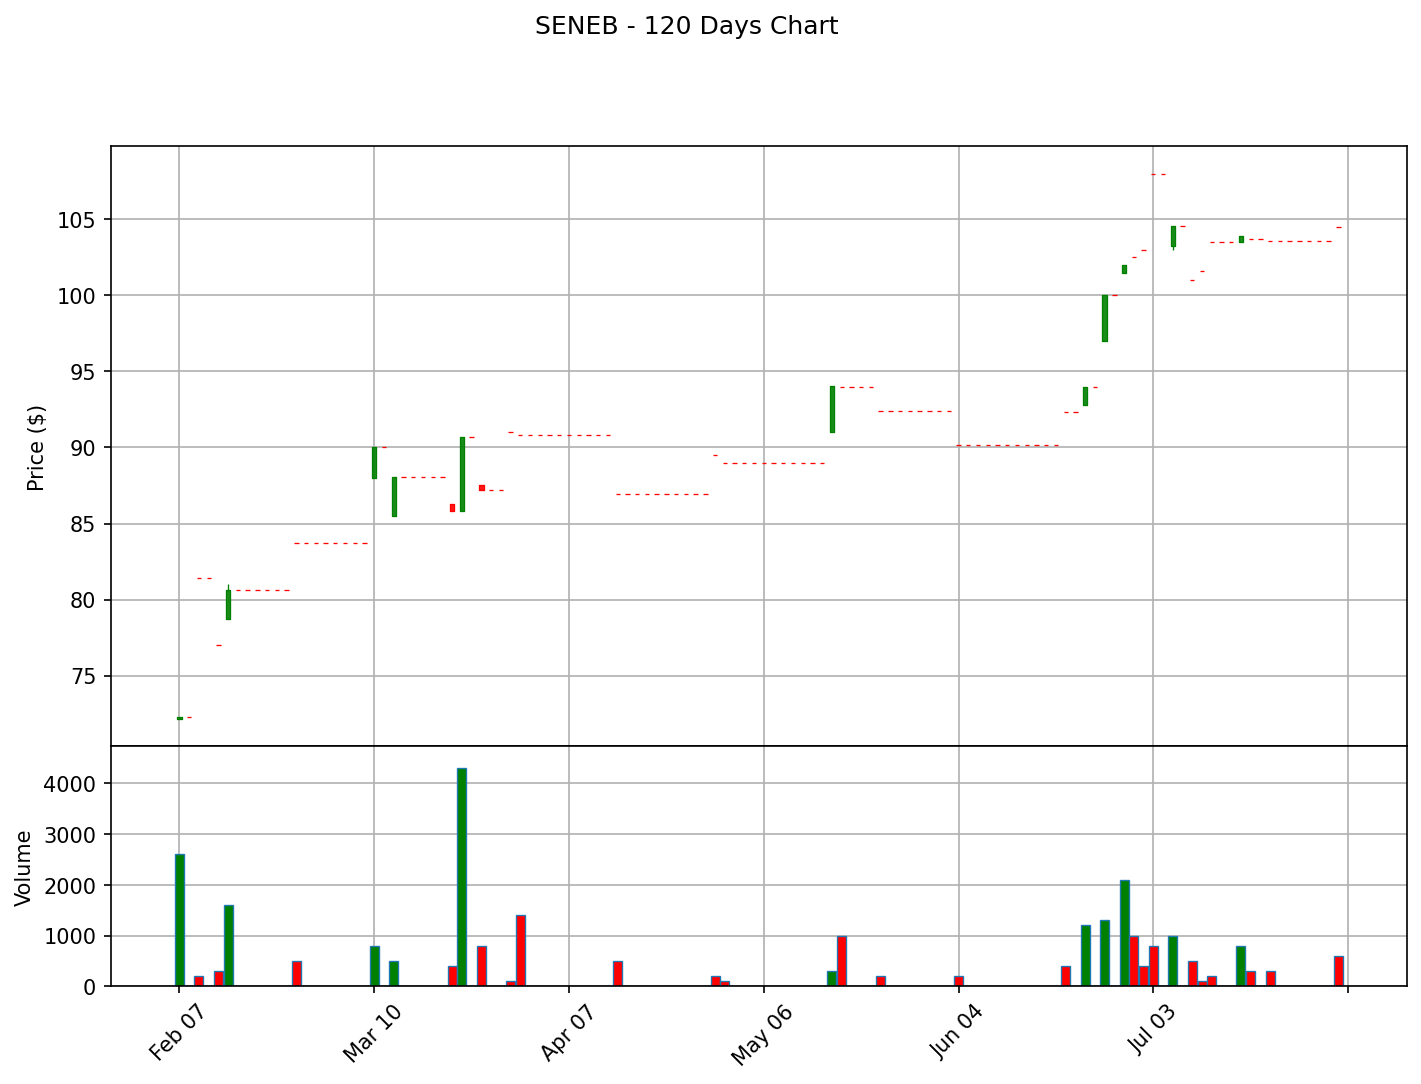 SENEB - 120 Days Chart
Price ($)
105
100
95
90
85
80
75
Volume
4000
3000
2000
1000
0
Feb 07
Mar 10
Apr 07
May 06
Jun 04
Jul 03